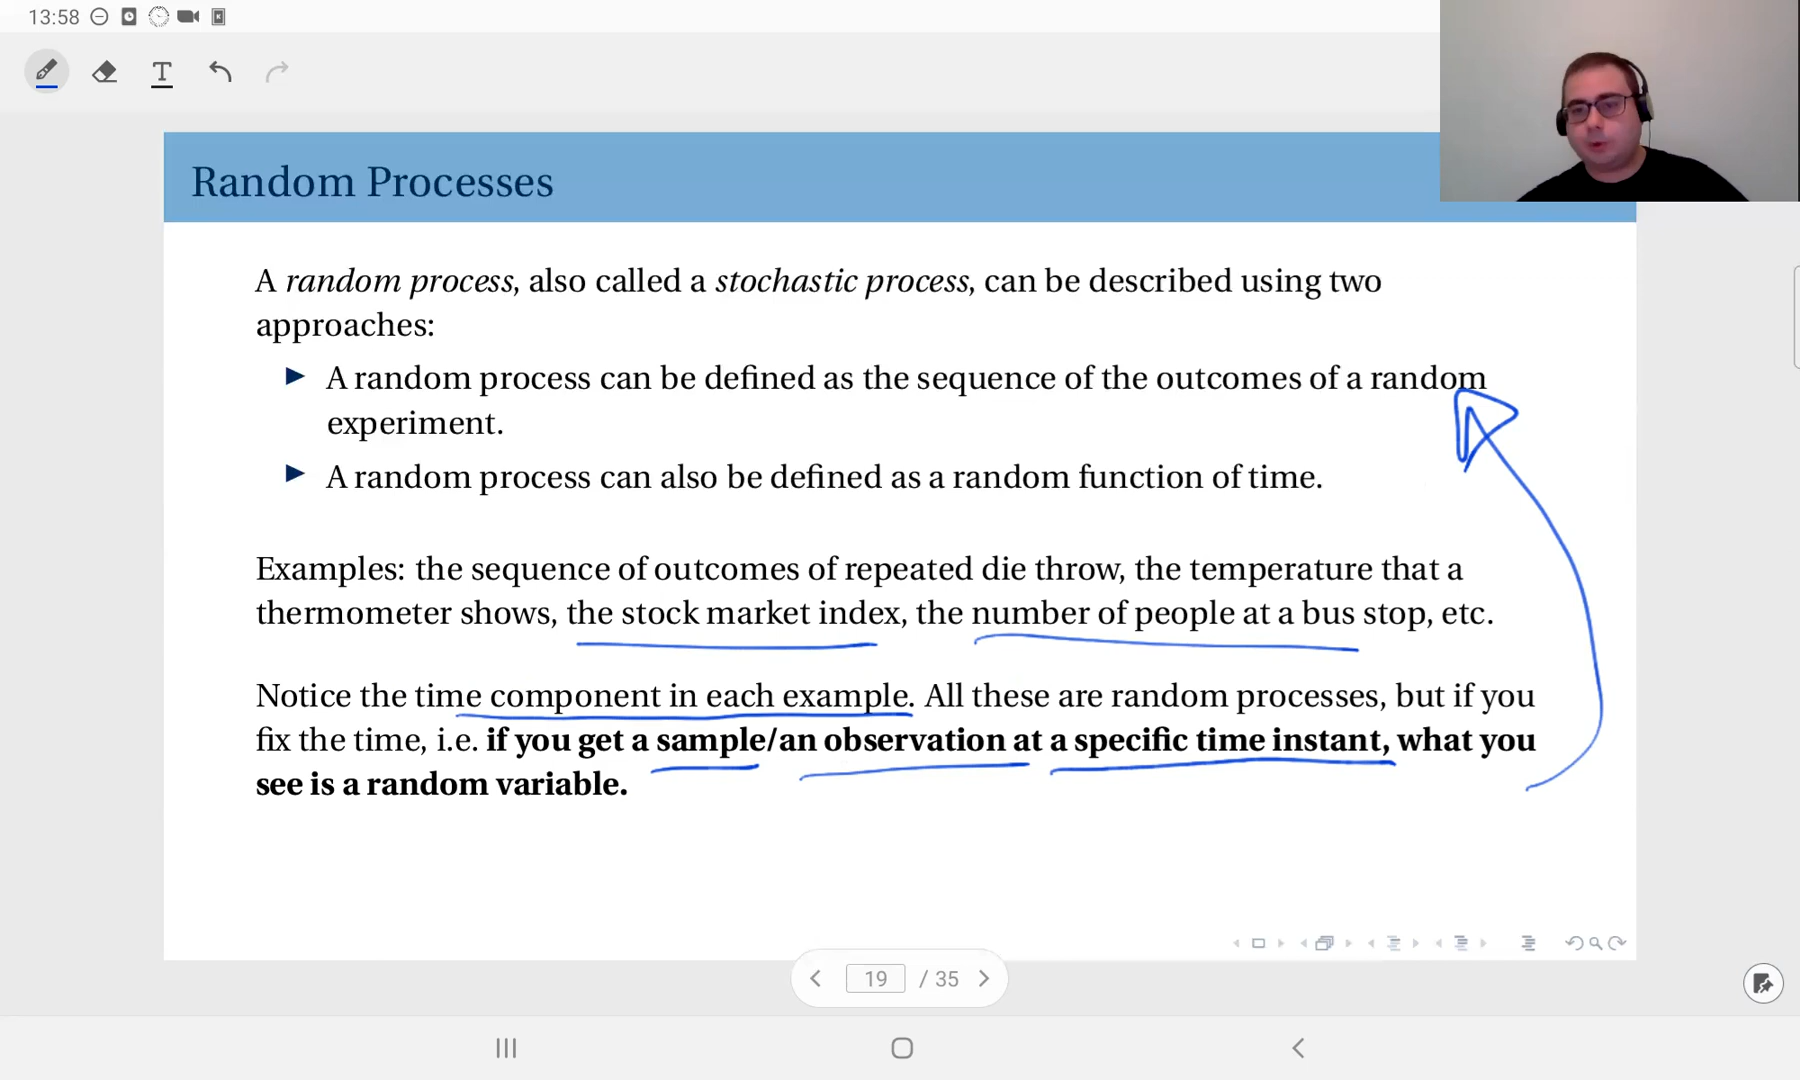 13:58
T
Random Processes
A random process, also called a stochastic process, can be described using two
approaches:
A random process can be defined as the sequence of the outcomes of a random
experiment.
A random process can also be defined as a random function of time.
Examples: the sequence of outcomes of repeated die throw, the temperature that a
thermometer shows, the stock market index, the number of people at a bus stop, etc.
Notice the time component in each example. All these are random processes, but if you
fix the time, i.e. if you get a sample/an observation at a specific time instant, what you
see is a random variable.
19 / 35